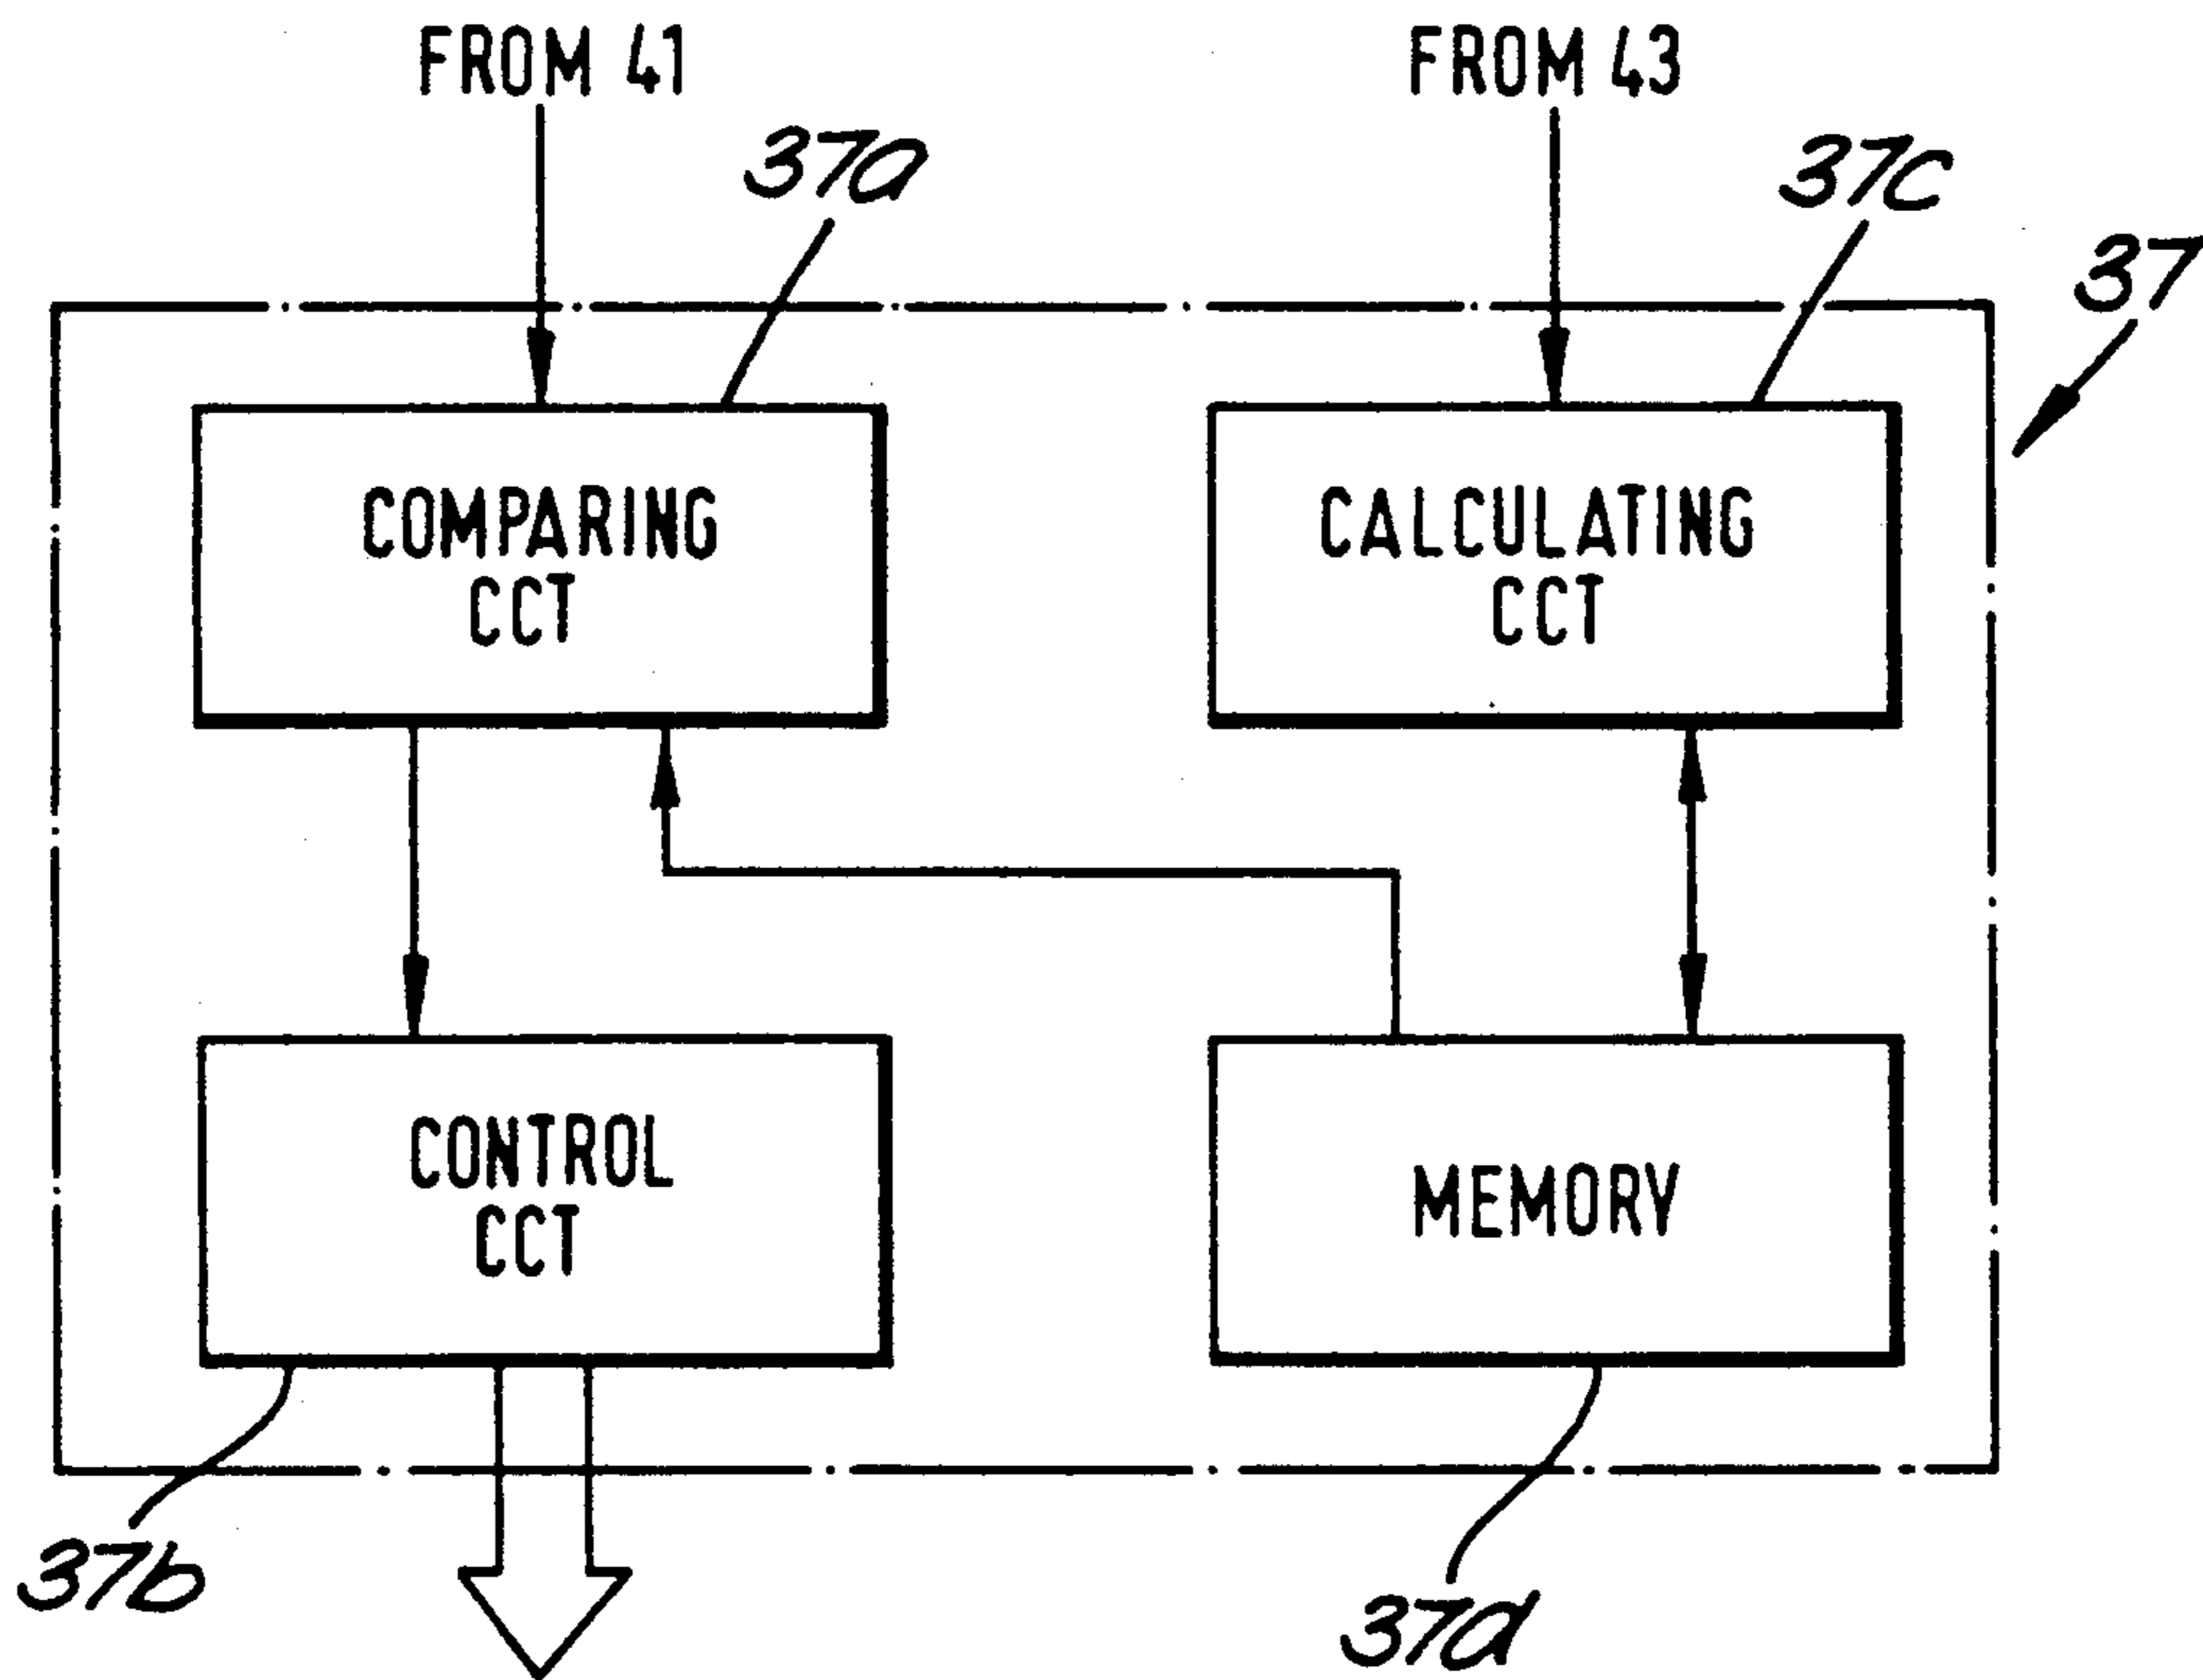 FROM 41
FROM 43
37a
37c
37
COMPARING
CCT
CALCULATING
CCT
CONTROL
CCT
MEMORY
37b
37d